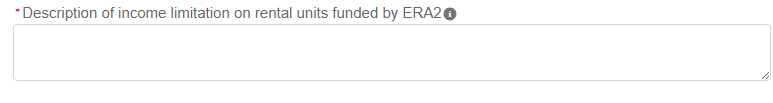 *Description of income limitation on rental units funded by ERA2